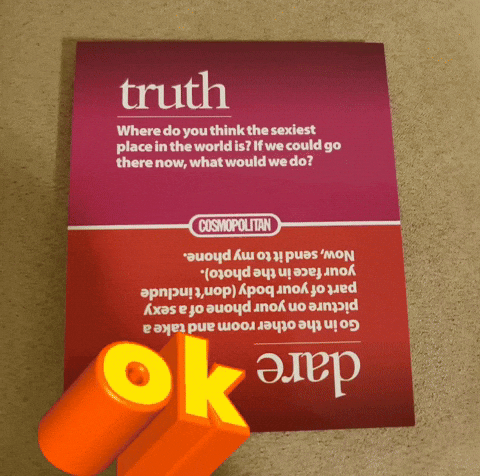 truth
Where do you think the sexiest
place in the world is? If we could go
there now, what would we do?
COSMOPOLITAN
dare
Go in the other room and take a
picture on your phone of a sexy
part of your body (don't include
your face in the photo).
Now, send it to my phone.
ok